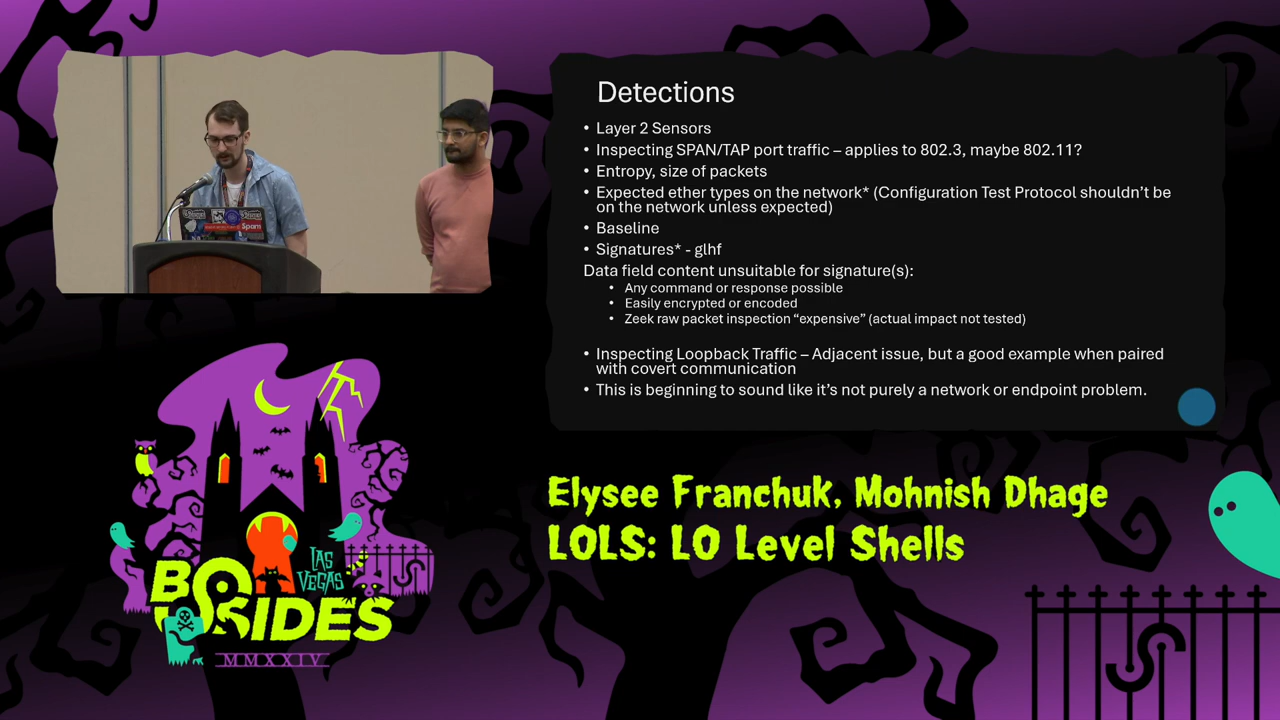 Detections
• Layer 2 Sensors
• Inspecting SPAN/TAP port traffic – applies to 802.3, maybe 802.11?
• Entropy, size of packets
• Expected ether types on the network* (Configuration Test Protocol shouldn't be
on the network unless expected)
• Baseline
• Signatures* - glhf
Data field content unsuitable for signature(s):
• Any command or response possible
• Easily encrypted or encoded
• Zeek raw packet inspection “expensive” (actual impact not tested)
• Inspecting Loopback Traffic – Adjacent issue, but a good example when paired
with covert communication
• This is beginning to sound like it's not purely a network or endpoint problem.
Spam
Elysee Franchuk, Mohnish Dhage
LOLS: LO Level Shells
LAS
VEGAS
BSIDES
MMXXIV